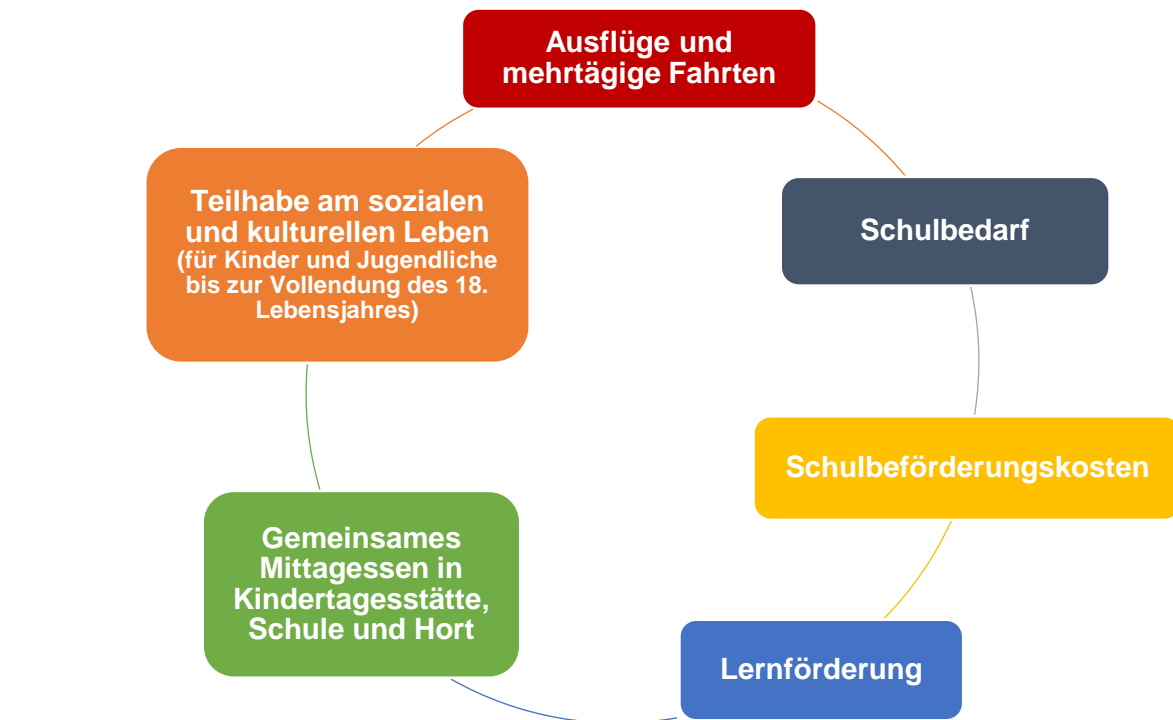 Ausflüge und
mehrtägige Fahrten
Schulbedarf
Schulbeförderungskosten
Lernförderung
Gemeinsames
Mittagessen in
Kindertagesstätte,
Schule und Hort
Teilhabe am sozialen
und kulturellen Leben
(für Kinder und Jugendliche
bis zur Vollendung des 18.
Lebensjahres)